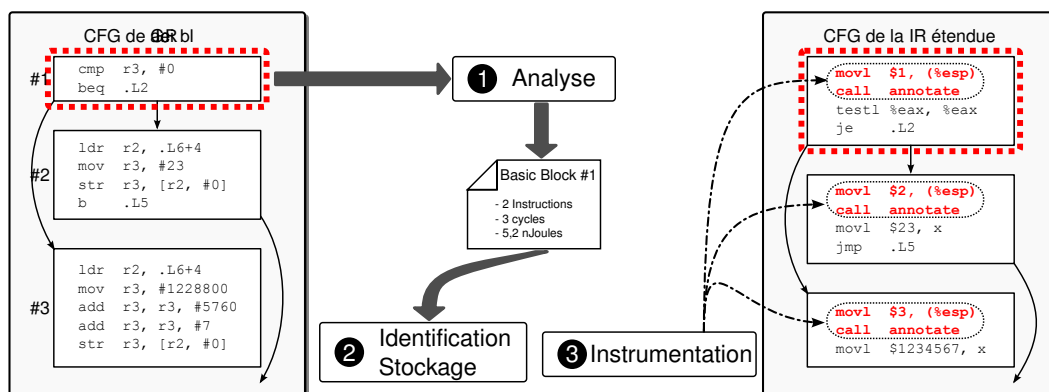 CFG de
#1
cmp r3, #0
beq .L2
#2
ldr r2, .L6+4
mov r3, #23
str r3, [r2, #0]
b .L5
#3
ldr r2, .L6+4
mov r3, #1228800
add r3, r3, #5760
add r3, r3, #7
str r3, [r2, #0]
1 Analyse
Basic Block #1
- 2 Instructions
- 3 cycles
- 5,2 nJoules
2 Identification
Stockage
3 Instrumentation
CFG de la IR étendue
movl $1, (%esp)
call annotate
testl %eax, %eax
je .L2
movl $2, (%esp)
call annotate
movl $23, x
jmp .L5
movl $3, (%esp)
call annotate
movl $1234567, x